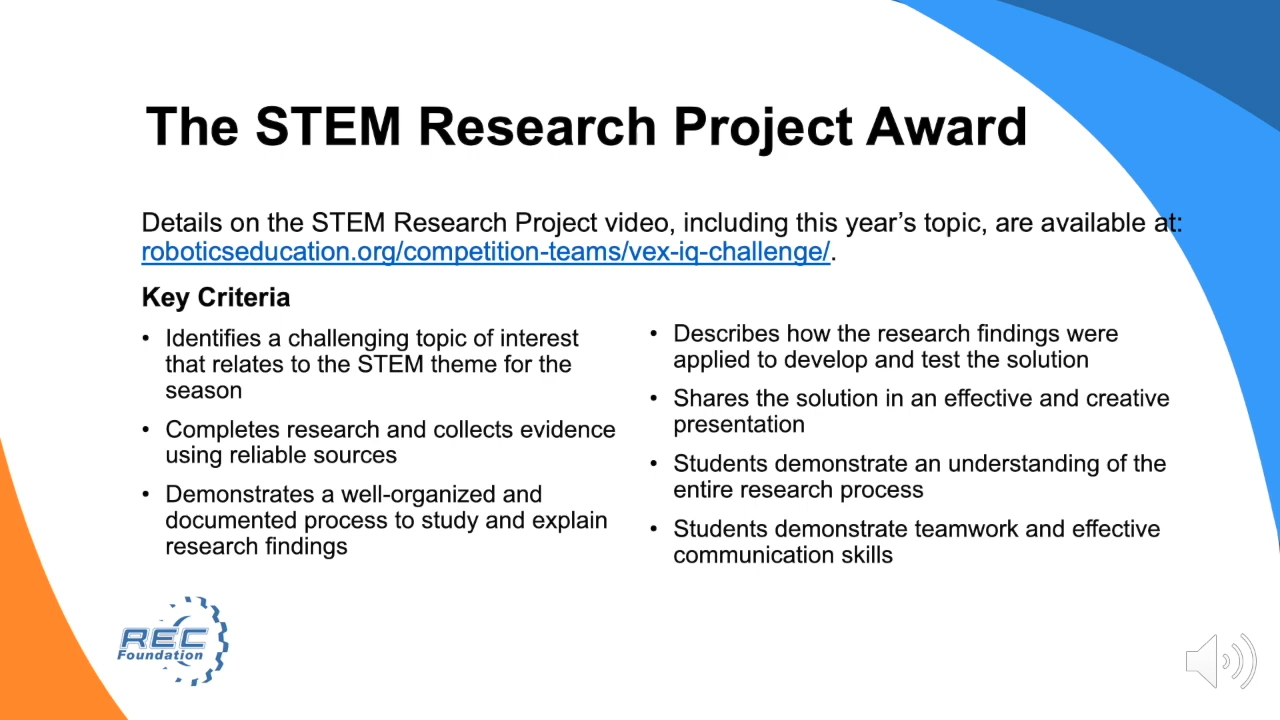 The STEM Research Project Award
Details on the STEM Research Project video, including this year’s topic, are available at:
roboticseducation.org/competition-teams/vex-iq-challenge/.
Key Criteria
• Identifies a challenging topic of interest
that relates to the STEM theme for the
season
• Completes research and collects evidence
using reliable sources
• Demonstrates a well-organized and
documented process to study and explain
research findings
• Describes how the research findings were
applied to develop and test the solution
• Shares the solution in an effective and creative
presentation
• Students demonstrate an understanding of the
entire research process
• Students demonstrate teamwork and effective
communication skills
REC
Foundation